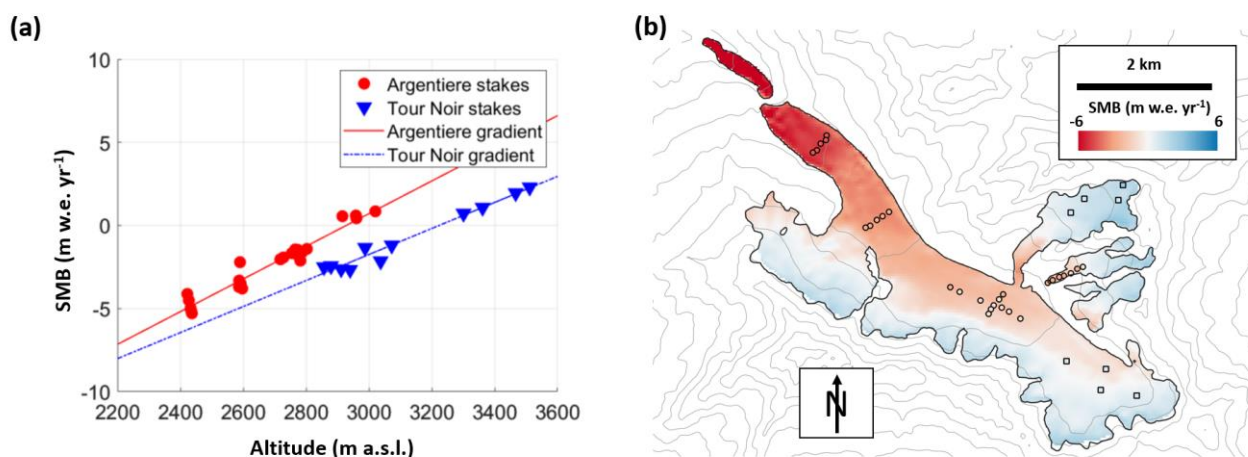 (a)
10
5
0
-5
-10
SMB (m w.e. yr⁻¹)
Argentiere stakes
Tour Noir stakes
Argentiere gradient
Tour Noir gradient
2200 2400 2600 2800 3000 3200 3400 3600
Altitude (m a.s.l.)
(b)
2 km
SMB (m w.e. yr⁻¹)
-6 6
N